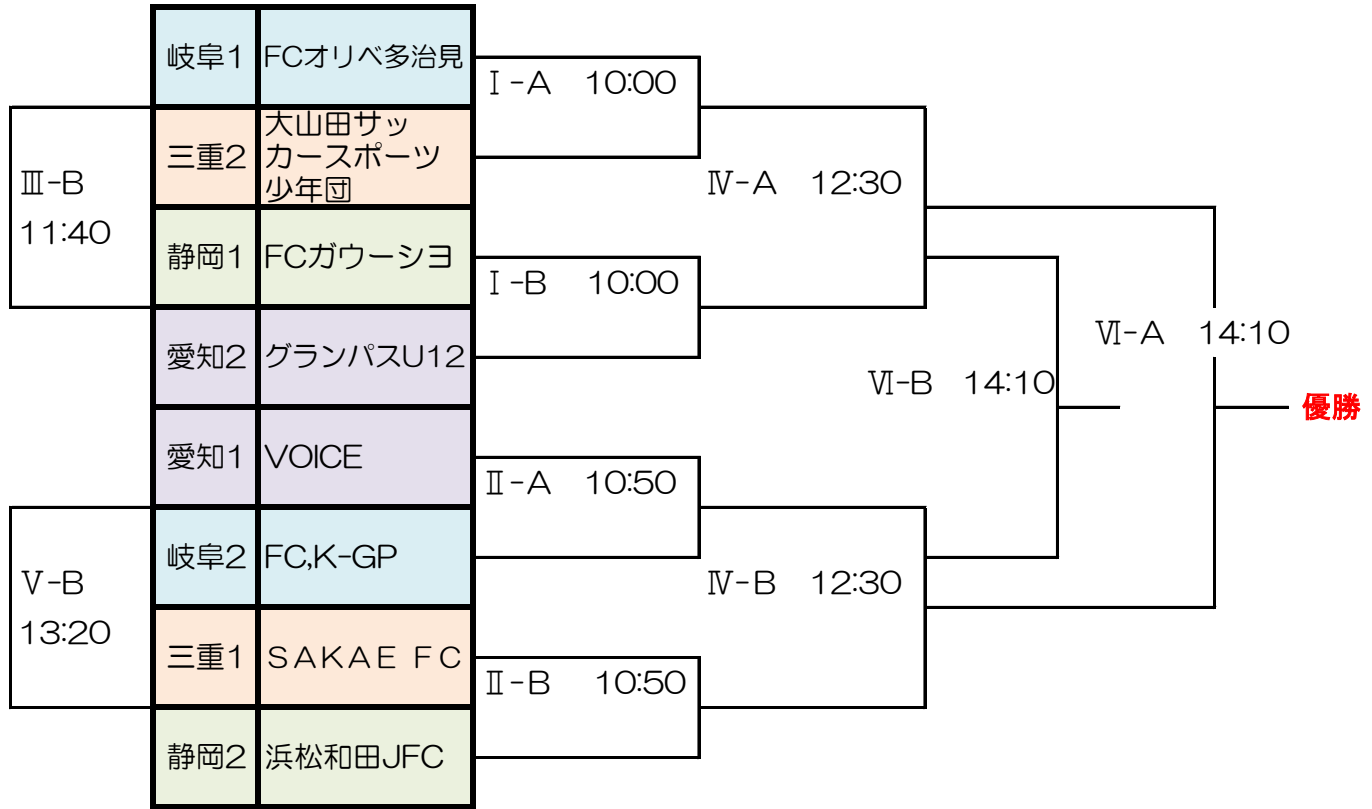 岐阜1 FCオリベ多治見
三重2 大山田サッ
カースポーツ
少年団
静岡1 FCガウーシヨ
愛知2 グランパスU12
愛知1 VOICE
岐阜2 FC,K-GP
三重1 ＳＡＫＡＥ ＦＣ
静岡2 浜松和田JFC
Ⅲ-B
11:40
Ⅴ-B
13:20
Ⅰ-A 10:00
Ⅰ-B 10:00
Ⅱ-A 10:50
Ⅱ-B 10:50
Ⅳ-A 12:30
Ⅳ-B 12:30
Ⅵ-B 14:10
Ⅵ-A 14:10
優勝